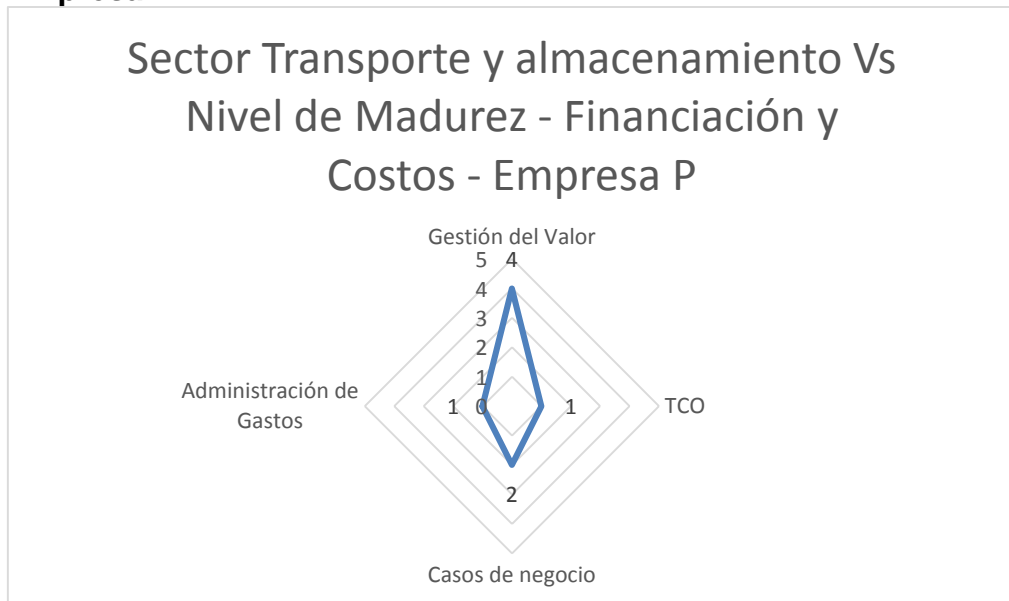 Sector Transporte y almacenamiento Vs
Nivel de Madurez - Financiación y
Costos - Empresa P
Gestión del Valor
5 4
4
3
2
1
Administración de
Gastos
1 0 1 TCO
2
Casos de negocio